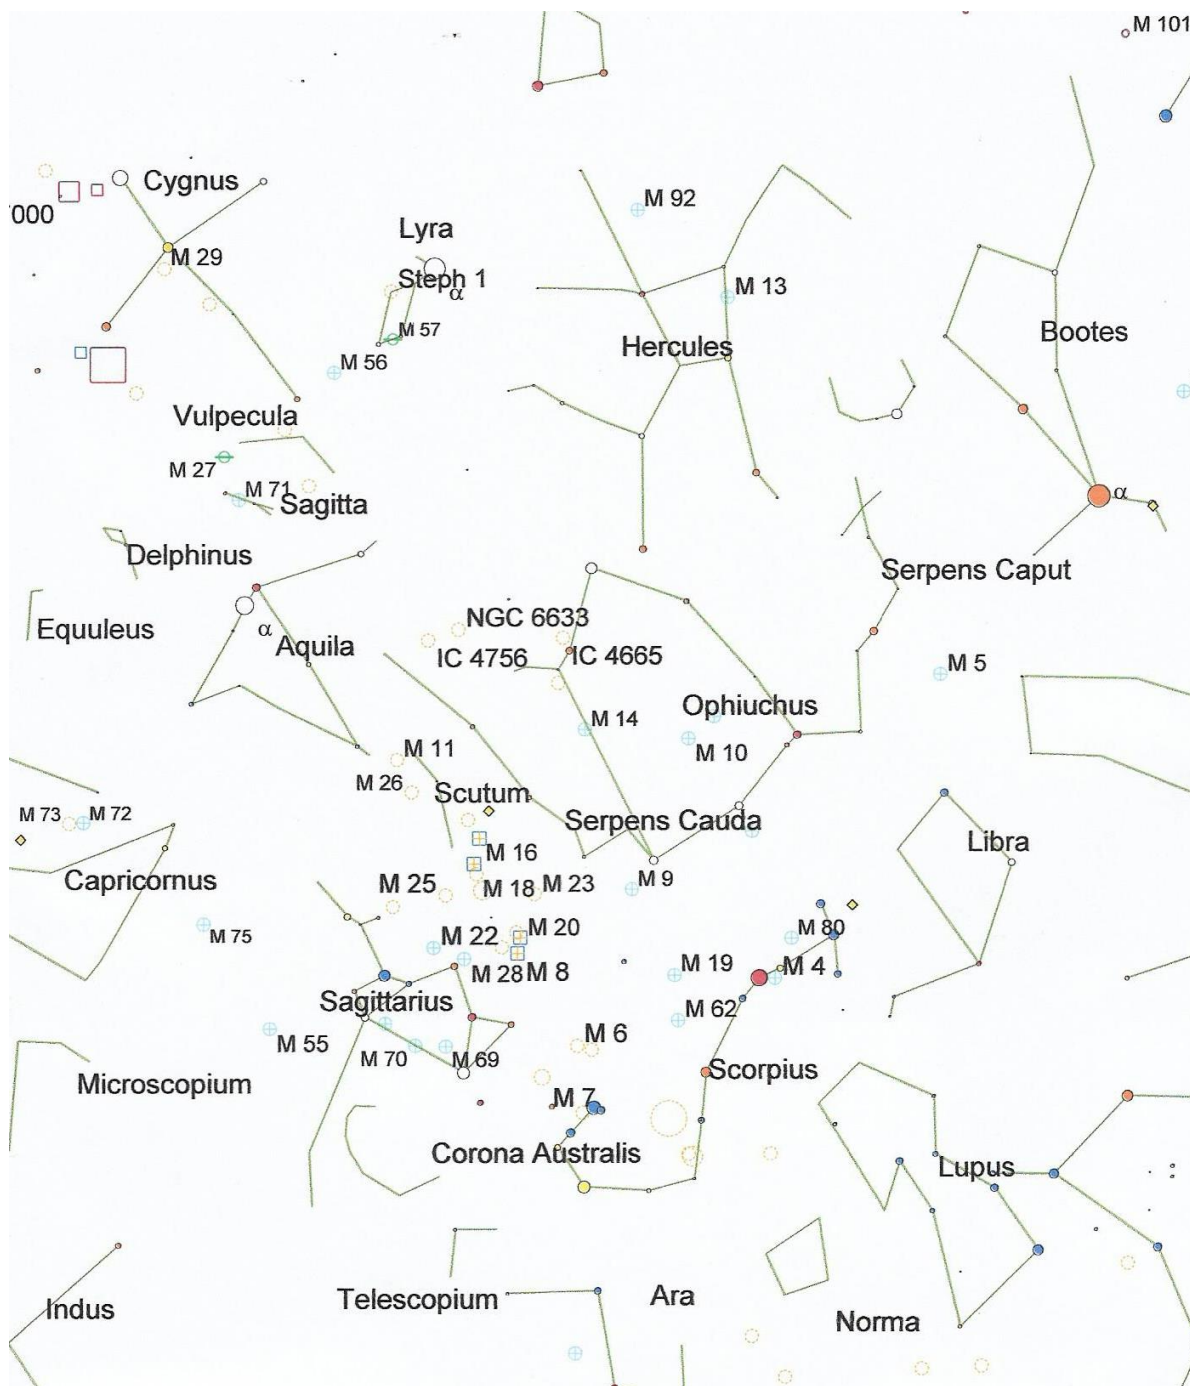 M 101
Cygnus
M 92
'000
Lyra
M 29
Steph 1
α
M 13
M 57
Bootes
Hercules
M 56
Vulpecula
M 27
M 71
Sagitta
α
Delphinus
Serpens Caput
NGC 6633
Equuleus
α
Aquila
IC 4756
IC 4665
M 5
Ophiuchus
M 14
M 10
M 11
M 26
Scutum
M 73
M 72
Serpens Cauda
Libra
M 16
Capricornus
M 25
M 18
M 23
M 9
M 20
M 75
M 22
M 80
M 28
M 8
M 19
M 4
Sagittarius
M 62
M 55
M 70
M 69
M 6
Scorpius
Microscopium
M 7
Corona Australis
Lupus
Indus
Telescopium
Ara
Norma